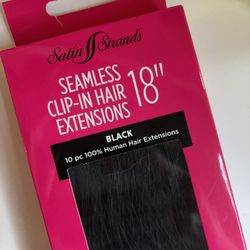 Satin Strands
SEAMLESS
CLIP-IN HAIR
EXTENSIONS
18"
BLACK
10 pc 100% Human Hair Extensions